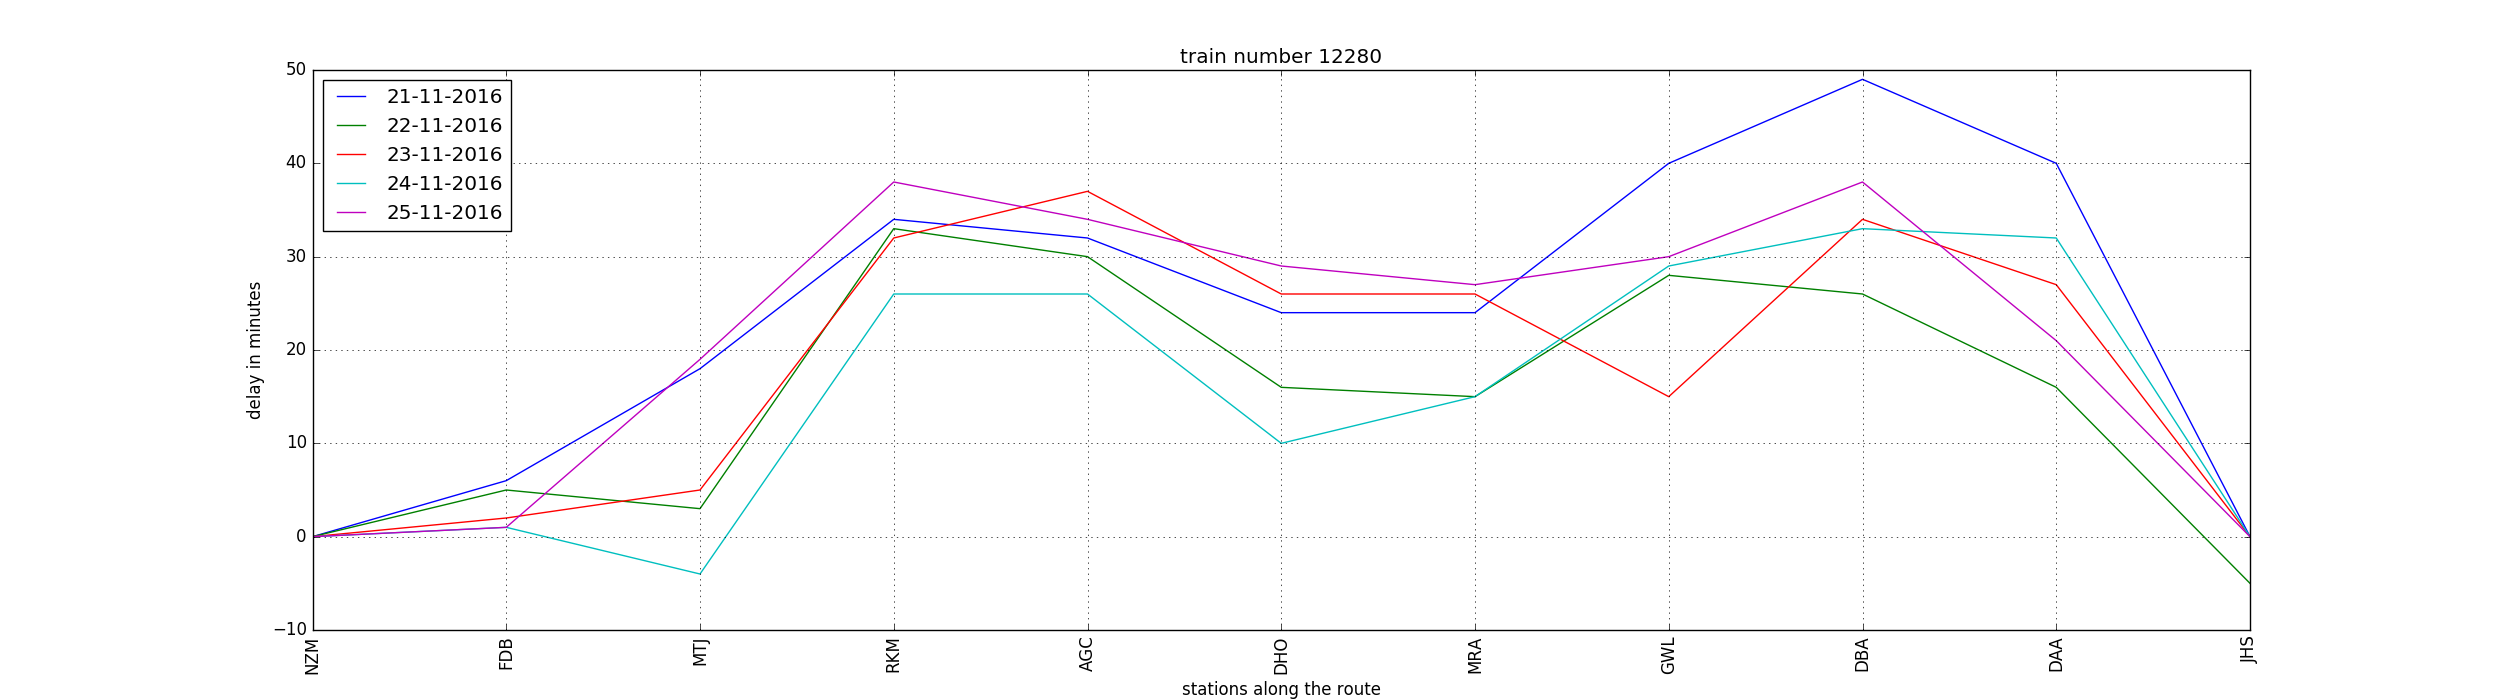 train number 12280
50
40
30
20
10
0
−10
delay in minutes
21-11-2016
22-11-2016
23-11-2016
24-11-2016
25-11-2016
NZM
FDB
MTJ
RKM
AGC
DHO
MRA
GWL
DBA
DAA
JHS
stations along the route